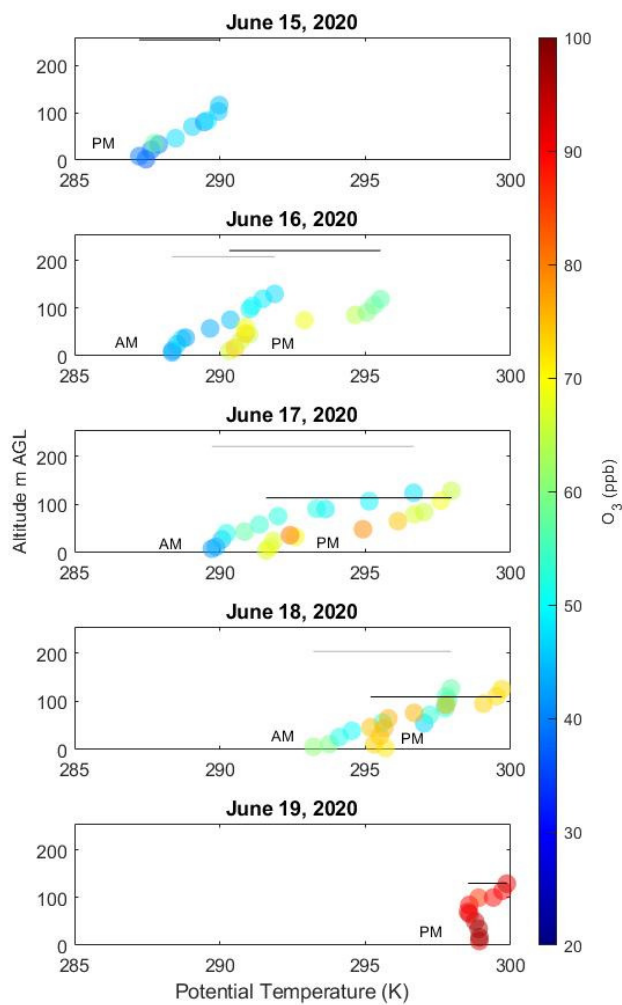 June 15, 2020
200
100
0
PM
285 290 295 300
June 16, 2020
200
100
0
AM
PM
285 290 295 300
June 17, 2020
200
100
0
AM
PM
285 290 295 300
June 18, 2020
200
100
0
AM
PM
285 290 295 300
June 19, 2020
200
100
0
PM
285 290 295 300
Potential Temperature (K)
Altitude m AGL
100
90
80
70
60
50
40
30
20
O3 (ppb)